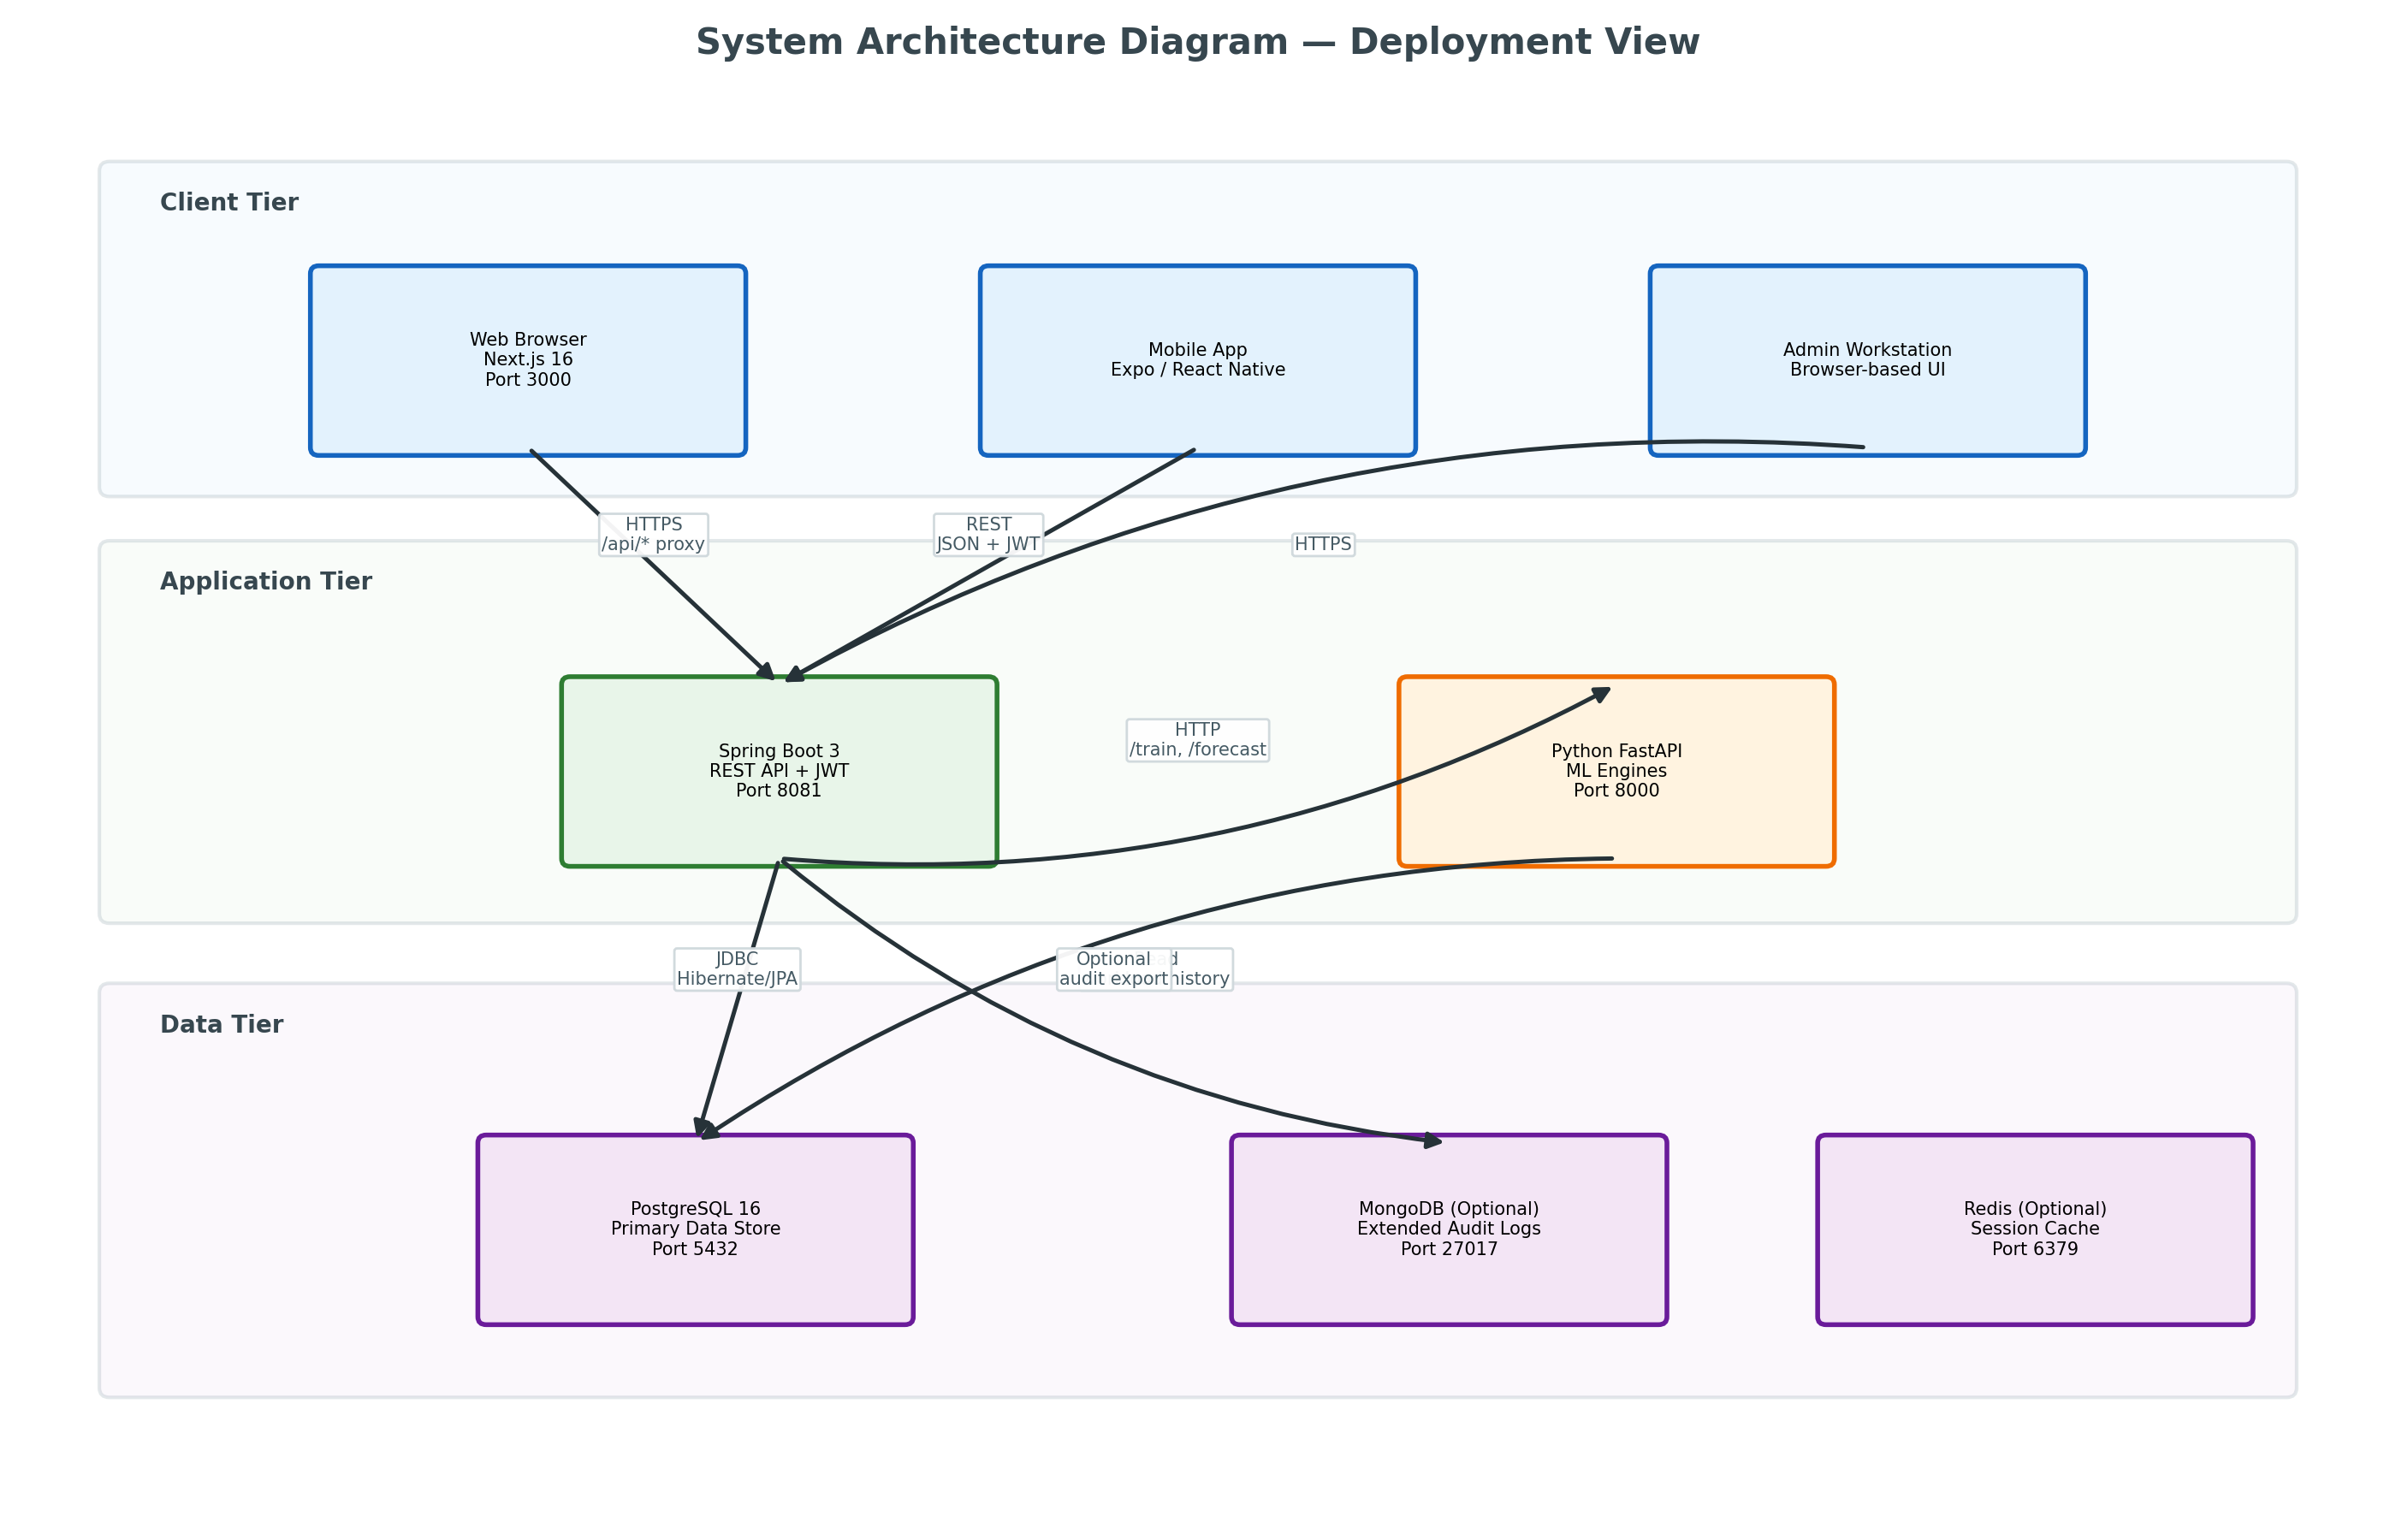 System Architecture Diagram — Deployment View
Client Tier
Web Browser
Next.js 16
Port 3000
Mobile App
Expo / React Native
Admin Workstation
Browser-based UI
HTTPS
/api/* proxy
REST
JSON + JWT
HTTPS
Application Tier
Spring Boot 3
REST API + JWT
Port 8081
HTTP
/train, /forecast
Python FastAPI
ML Engines
Port 8000
JDBC
Hibernate/JPA
Optional
audit export
history
Data Tier
PostgreSQL 16
Primary Data Store
Port 5432
MongoDB (Optional)
Extended Audit Logs
Port 27017
Redis (Optional)
Session Cache
Port 6379